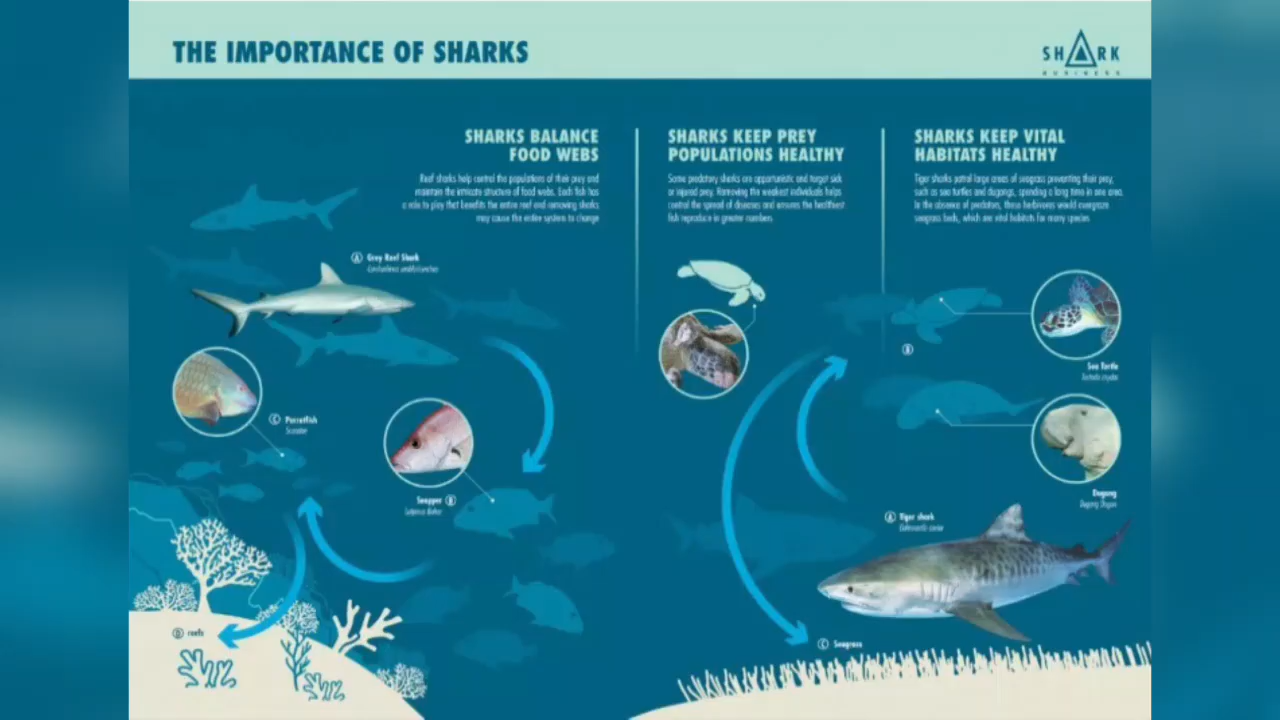 THE IMPORTANCE OF SHARKS
SHARK
BUSINESS
SHARKS BALANCE
FOOD WEBS
Reef sharks help control the populations of their prey and
maintain the intricate structure of food webs. Each fish has
a role to play that benefits the entire reef and removing sharks
may cause the entire system to change
SHARKS KEEP PREY
POPULATIONS HEALTHY
Some predatory sharks are opportunistic and target sick
or injured prey. Removing the weakest individuals helps
control the spread of diseases and ensures the healthiest
fish reproduce in greater numbers
SHARKS KEEP VITAL
HABITATS HEALTHY
Tiger sharks patrol large areas of seagrass preventing their prey,
such as sea turtles and dugongs, spending a long time in one area.
In the absence of predators, these herbivores would overgraze
seagrass beds, which are vital habitats for many species
A Grey Reef Shark
C Parrotfish
Snapper B
D reefs
B
Sea Turtle
Dugong
Dugong Dugon
A Tiger shark
C Seagrass